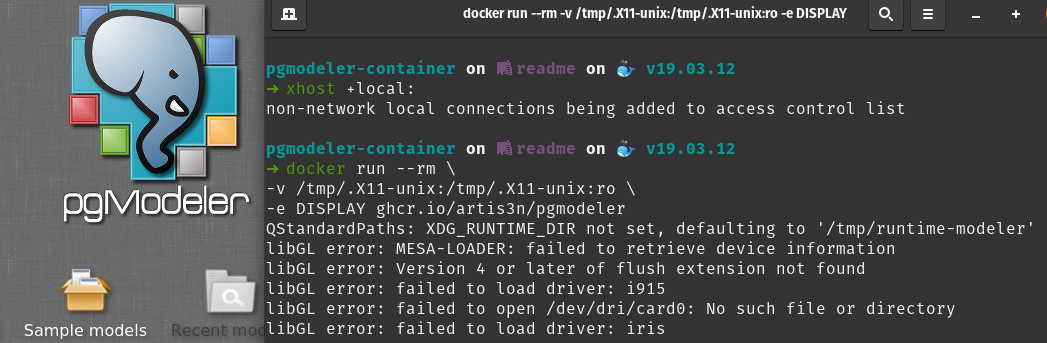 pgModeler
Sample models
Recent mod
docker run --rm -v /tmp/.X11-unix:/tmp/.X11-unix:ro -e DISPLAY
pgmodeler-container on readme on 🐳 v19.03.12
➜ xhost +local:
non-network local connections being added to access control list
pgmodeler-container on readme on 🐳 v19.03.12
➜ docker run --rm \
-v /tmp/.X11-unix:/tmp/.X11-unix:ro \
-e DISPLAY ghcr.io/artis3n/pgmodeler
QStandardPaths: XDG_RUNTIME_DIR not set, defaulting to '/tmp/runtime-modeler'
libGL error: MESA-LOADER: failed to retrieve device information
libGL error: Version 4 or later of flush extension not found
libGL error: failed to load driver: i915
libGL error: failed to open /dev/dri/card0: No such file or directory
libGL error: failed to load driver: iris